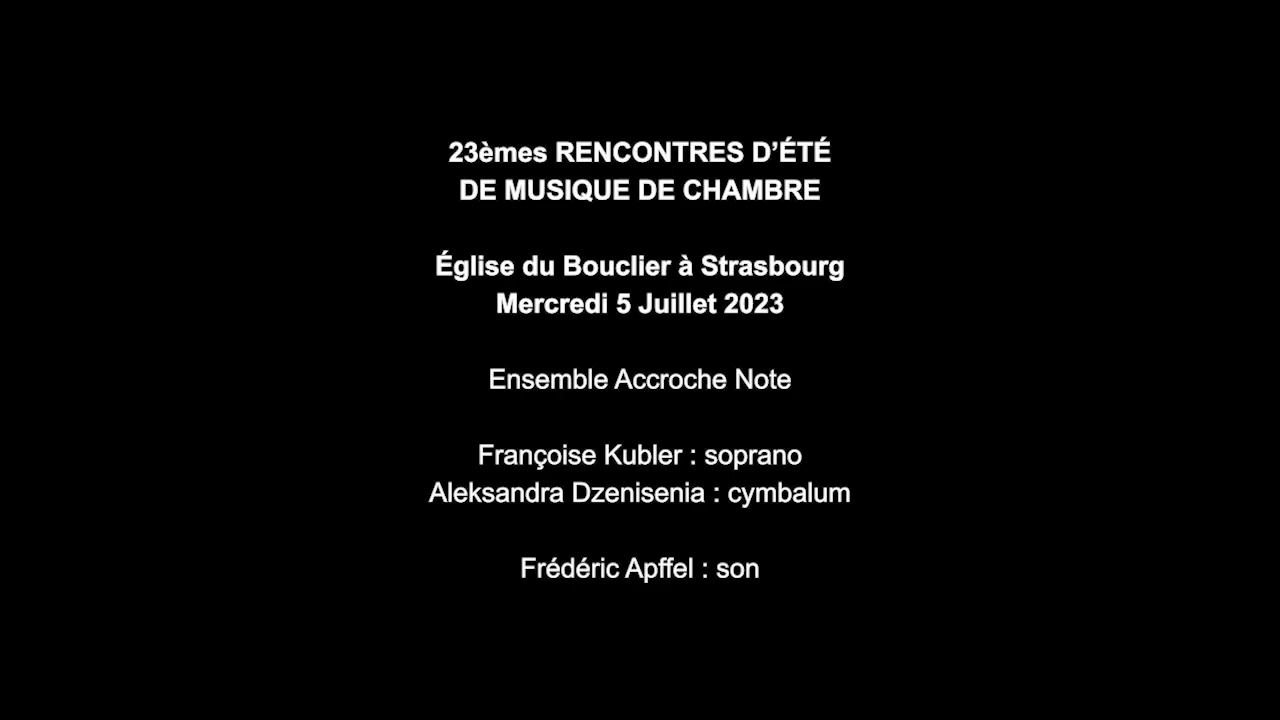 23èmes RENCONTRES D’ÉTÉ
DE MUSIQUE DE CHAMBRE
Église du Bouclier à Strasbourg
Mercredi 5 Juillet 2023
Ensemble Accroche Note
Françoise Kubler : soprano
Aleksandra Dzenisenia : cymbalum
Frédéric Apffel : son